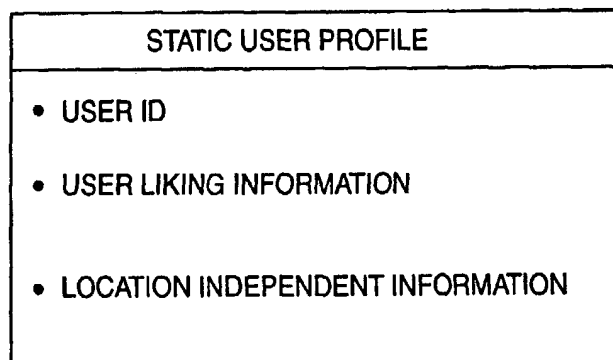 STATIC USER PROFILE
• USER ID
• USER LIKING INFORMATION
• LOCATION INDEPENDENT INFORMATION